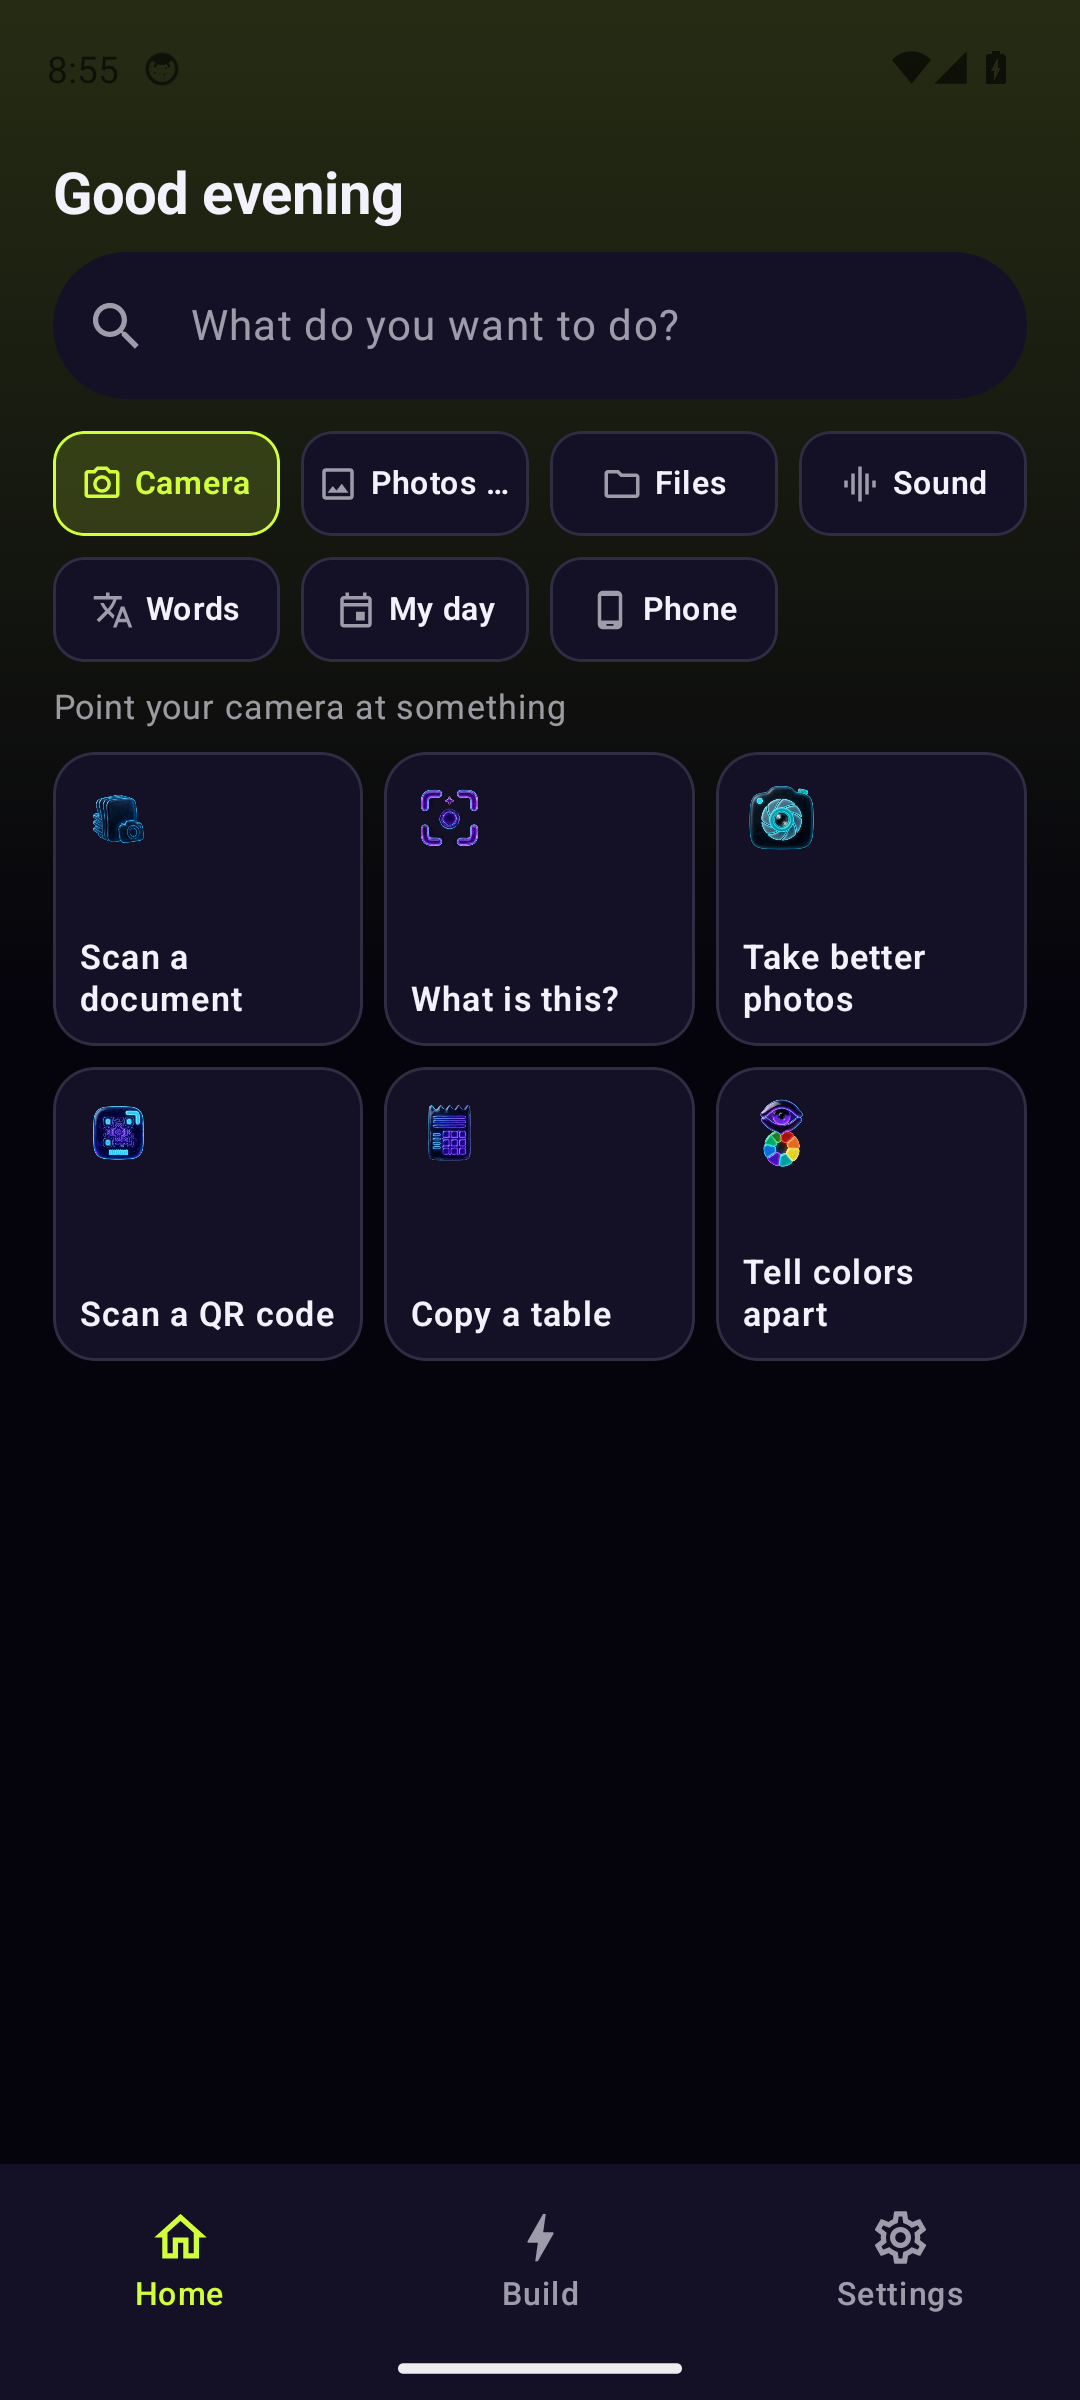 8:55
Good evening
What do you want to do?
Camera
Photos ...
Files
Sound
Words
My day
Phone
Point your camera at something
Scan a
document
What is this?
Take better
photos
Scan a QR code
Copy a table
Tell colors
apart
Home
Build
Settings